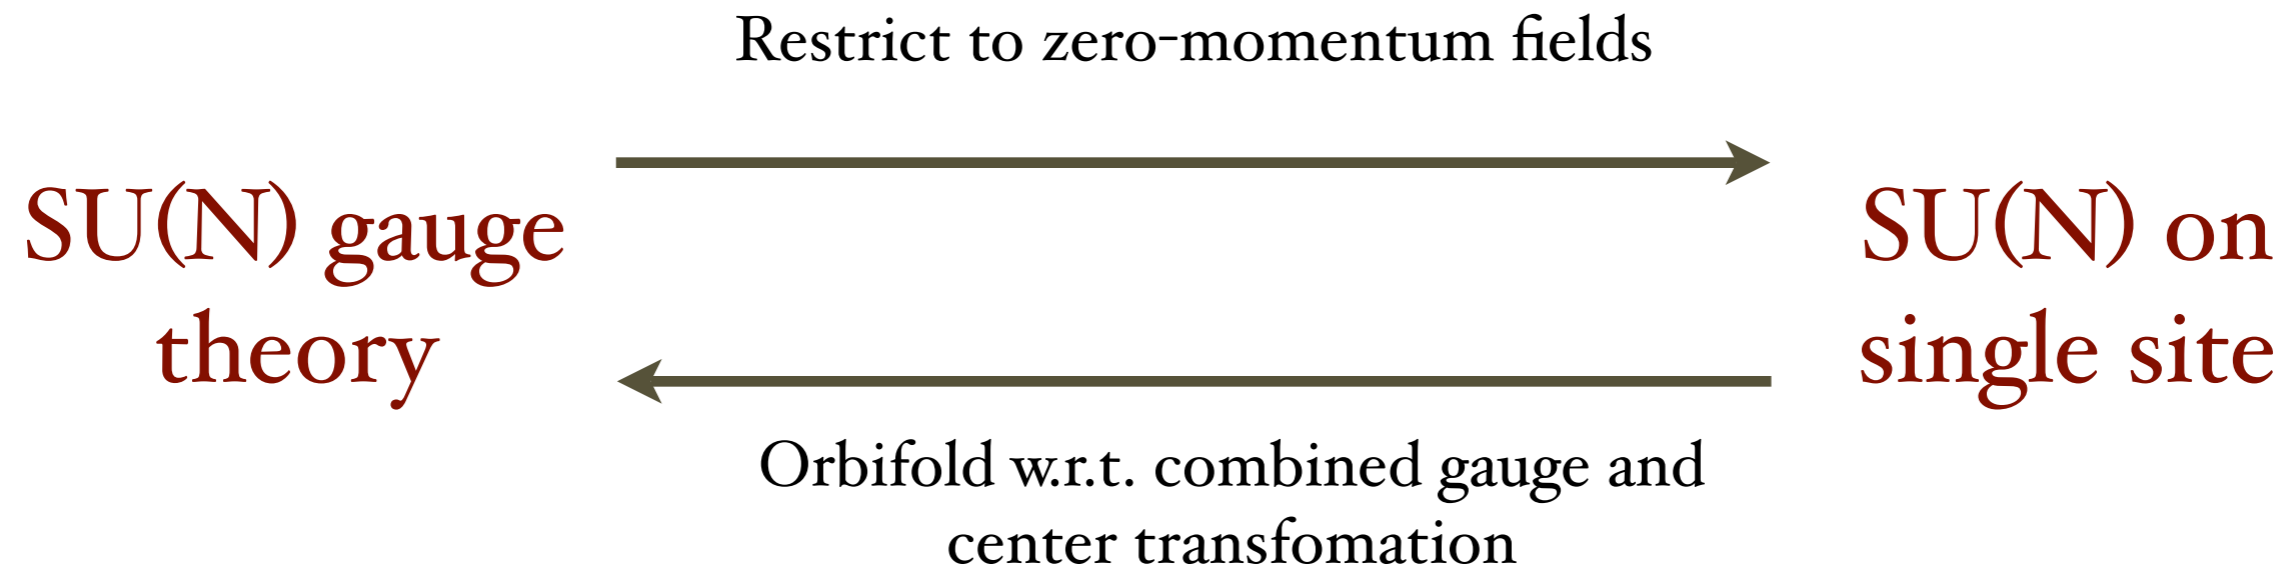 Restrict to zero-momentum fields
SU(N) gauge
theory
SU(N) on
single site
Orbifold w.r.t. combined gauge and
center transfomation